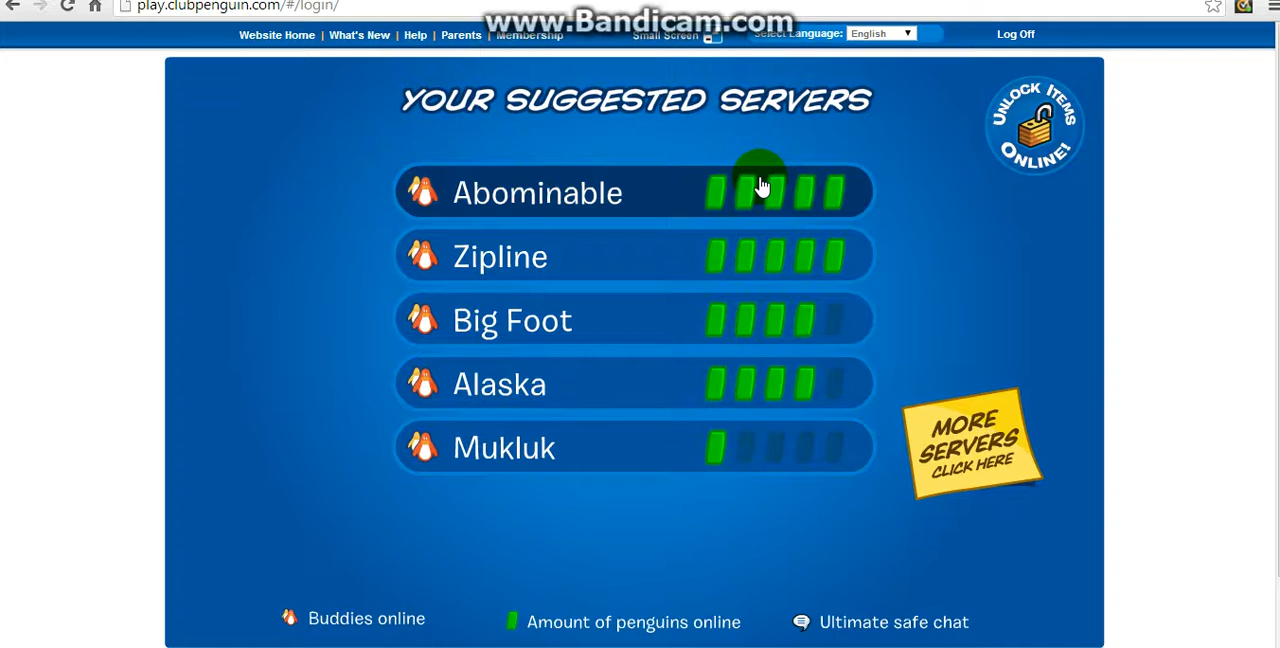 play.clubpenguin.com/#/login/
www.Bandicam.com
Website Home | What's New | Help | Parents | Membership
Small Screen
Select Language: English
Log Off
YOUR SUGGESTED SERVERS
UNLOCK ITEMS
ONLINE!
Abominable
Zipline
Big Foot
Alaska
Mukluk
MORE
SERVERS
CLICK HERE
Buddies online
Amount of penguins online
Ultimate safe chat